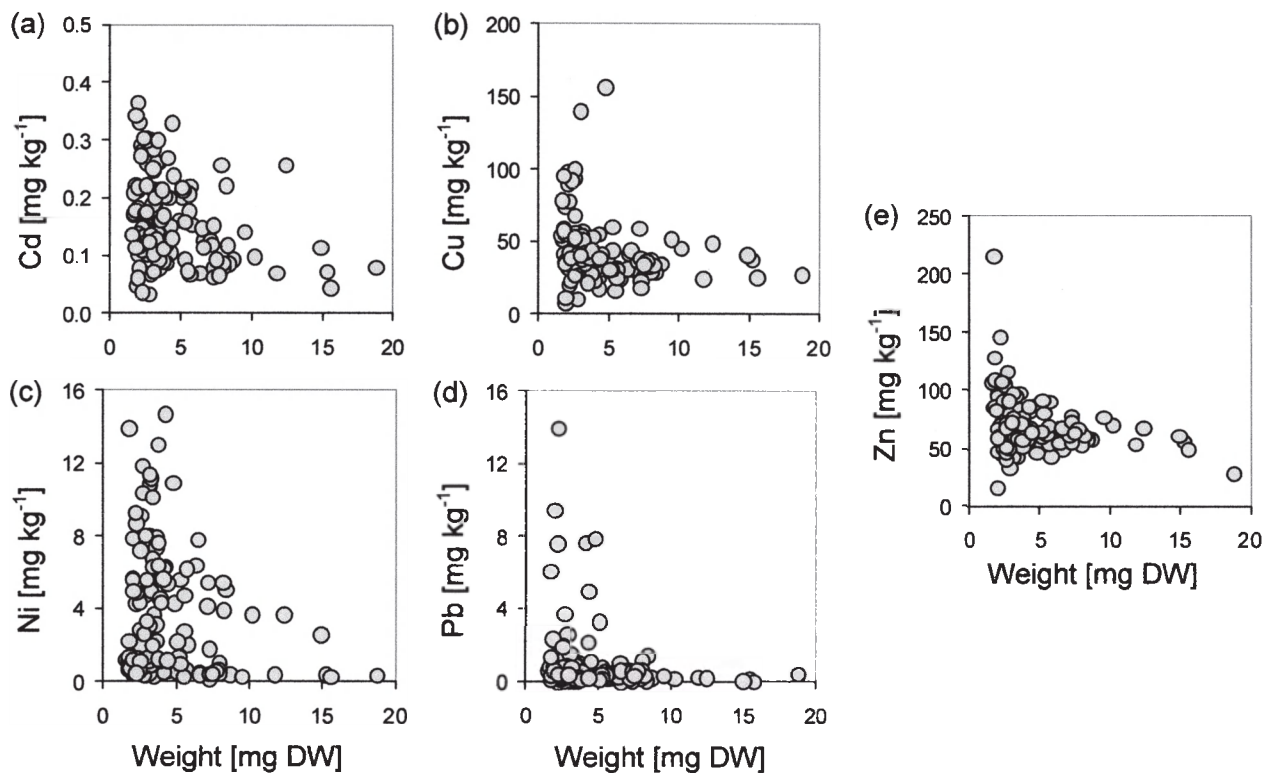 (a)
0.5
0.4
0.3
0.2
0.1
0.0
Cd [mg kg-1]
0 5 10 15 20
(b)
200
150
100
50
0
Cu [mg kg-1]
0 5 10 15 20
(c)
16
12
8
4
0
Ni [mg kg-1]
0 5 10 15 20
Weight [mg DW]
(d)
16
12
8
4
0
Pb [mg kg-1]
0 5 10 15 20
Weight [mg DW]
(e)
250
200
150
100
50
0
Zn [mg kg-1]
0 5 10 15 20
Weight [mg DW]